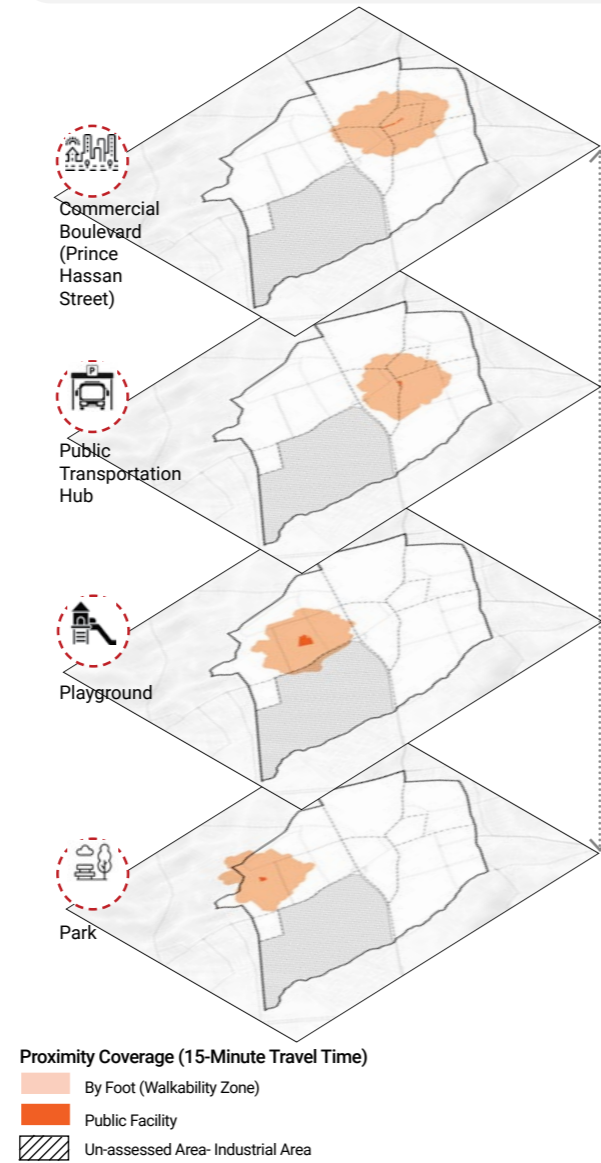 Commercial
Boulevard
(Prince
Hassan
Street)
P
Public
Transportation
Hub
Playground
Park
Proximity Coverage (15-Minute Travel Time)
By Foot (Walkability Zone)
Public Facility
Un-assessed Area- Industrial Area